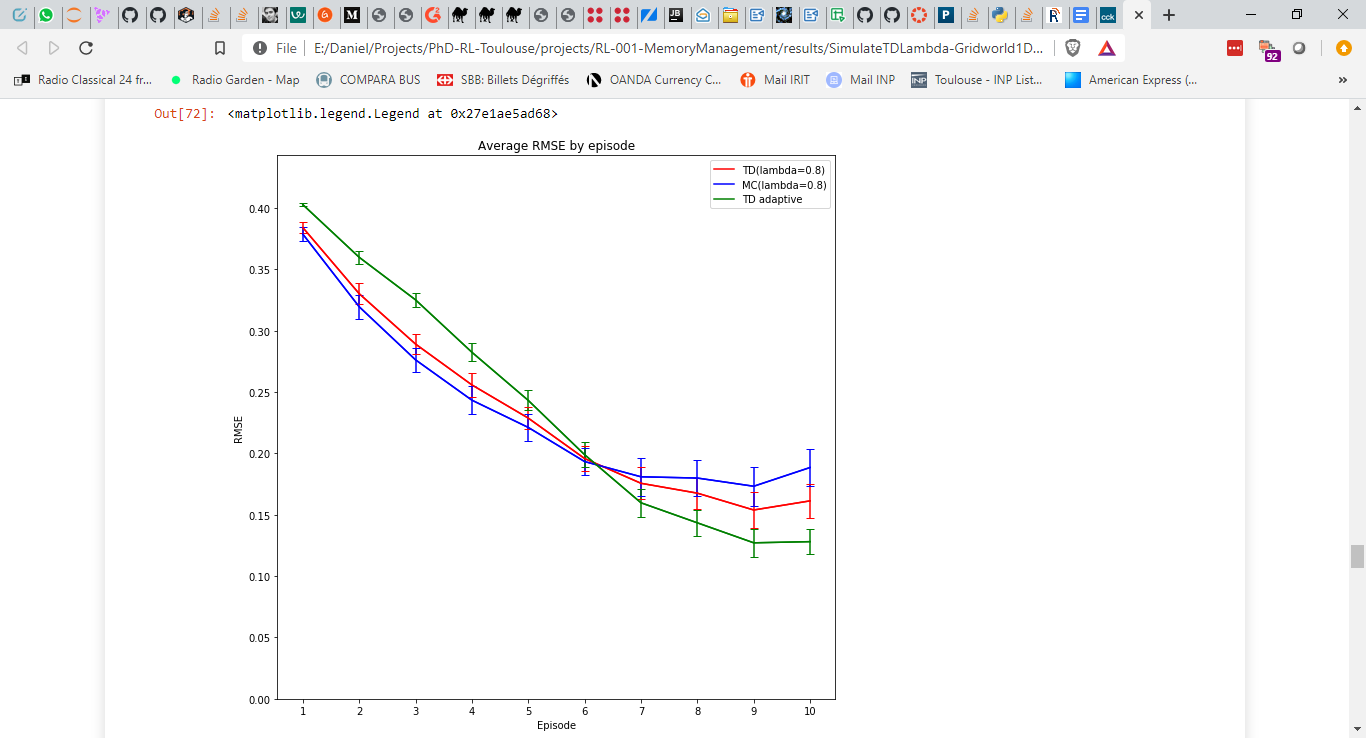 File
E:/Daniel/Projects/PhD-RL-Toulouse/projects/RL-001-MemoryManagement/results/SimulateTDLambda-Gridworld1D...
92
Radio Classical 24 fr...
Radio Garden - Map
COMPARA BUS
SBB: Billets Dégriffés
OANDA Currency C...
Mail IRIT
Mail INP
INP
Toulouse - INP List...
American Express (...
»
Out[72]: <matplotlib.legend.Legend at 0x27e1ae5ad68>
Average RMSE by episode
TD(lambda=0.8)
MC(lambda=0.8)
TD adaptive
0.40
0.35
0.30
0.25
0.20
0.15
0.10
0.05
0.00
RMSE
1 2 3 4 5 6 7 8 9 10
Episode